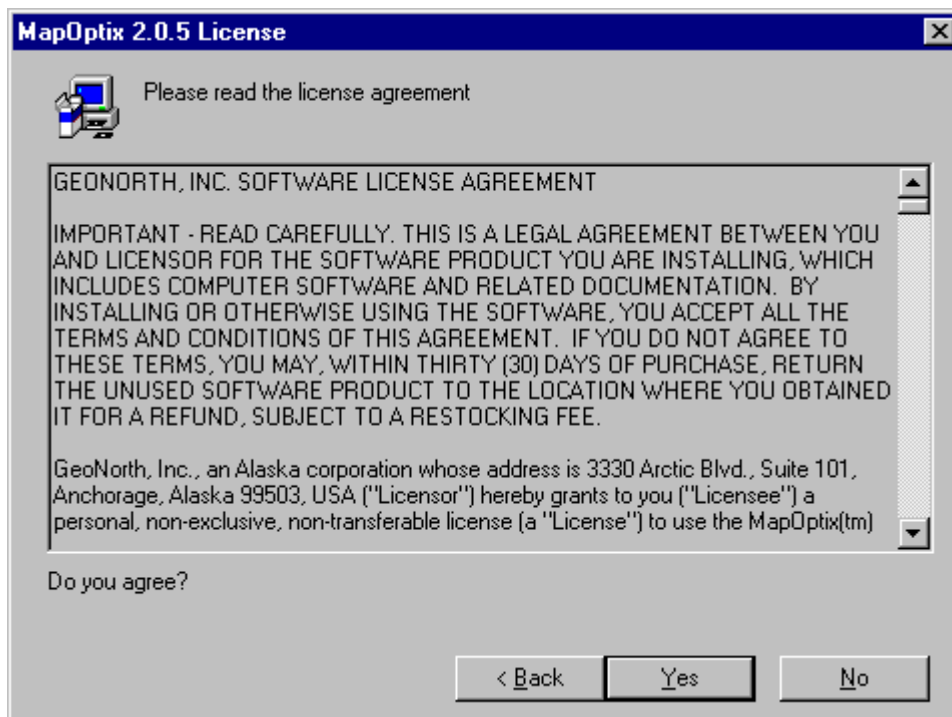 MapOptix 2.0.5 License
Please read the license agreement
GEONORTH, INC. SOFTWARE LICENSE AGREEMENT
IMPORTANT - READ CAREFULLY. THIS IS A LEGAL AGREEMENT BETWEEN YOU
AND LICENSOR FOR THE SOFTWARE PRODUCT YOU ARE INSTALLING, WHICH
INCLUDES COMPUTER SOFTWARE AND RELATED DOCUMENTATION.  BY
INSTALLING OR OTHERWISE USING THE SOFTWARE, YOU ACCEPT ALL THE
TERMS AND CONDITIONS OF THIS AGREEMENT.  IF YOU DO NOT AGREE TO
THESE TERMS, YOU MAY, WITHIN THIRTY (30) DAYS OF PURCHASE, RETURN
THE UNUSED SOFTWARE PRODUCT TO THE LOCATION WHERE YOU OBTAINED
IT FOR A REFUND, SUBJECT TO A RESTOCKING FEE.
GeoNorth, Inc., an Alaska corporation whose address is 3330 Arctic Blvd., Suite 101,
Anchorage, Alaska 99503, USA ("Licensor") hereby grants to you ("Licensee") a
personal, non-exclusive, non-transferable license (a "License") to use the MapOptix(tm)
Do you agree?
< Back
Yes
No